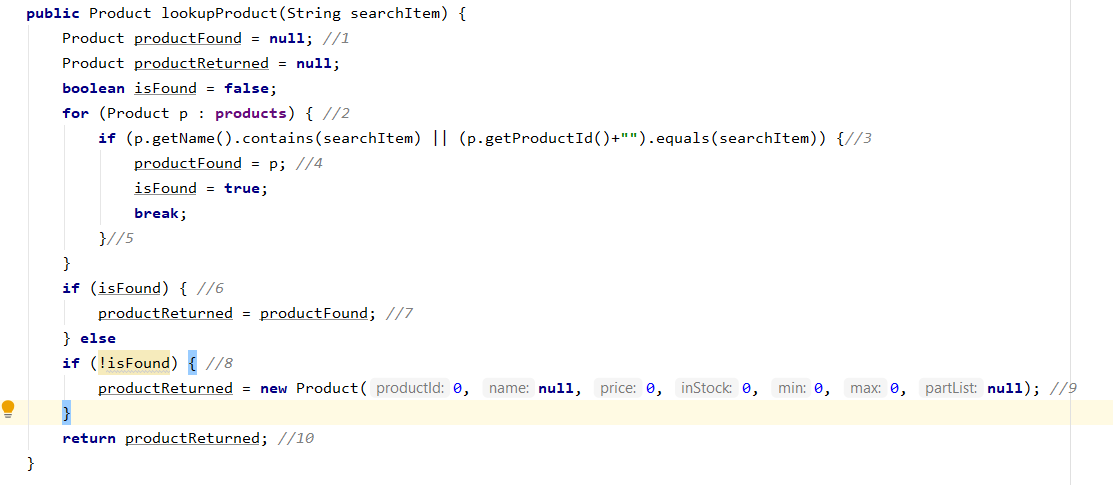 public Product lookupProduct(String searchItem) {
Product productFound = null; //1
Product productReturned = null;
boolean isFound = false;
for (Product p : products) { //2
if (p.getName().contains(searchItem) || (p.getProductId()+"").equals(searchItem)) {//3
productFound = p; //4
isFound = true;
break;
}//5
}
if (isFound) { //6
productReturned = productFound; //7
} else
if (!isFound) { //8
productReturned = new Product( productId: 0, name: null, price: 0, inStock: 0, min: 0, max: 0, partList: null); //9
}
return productReturned; //10
}